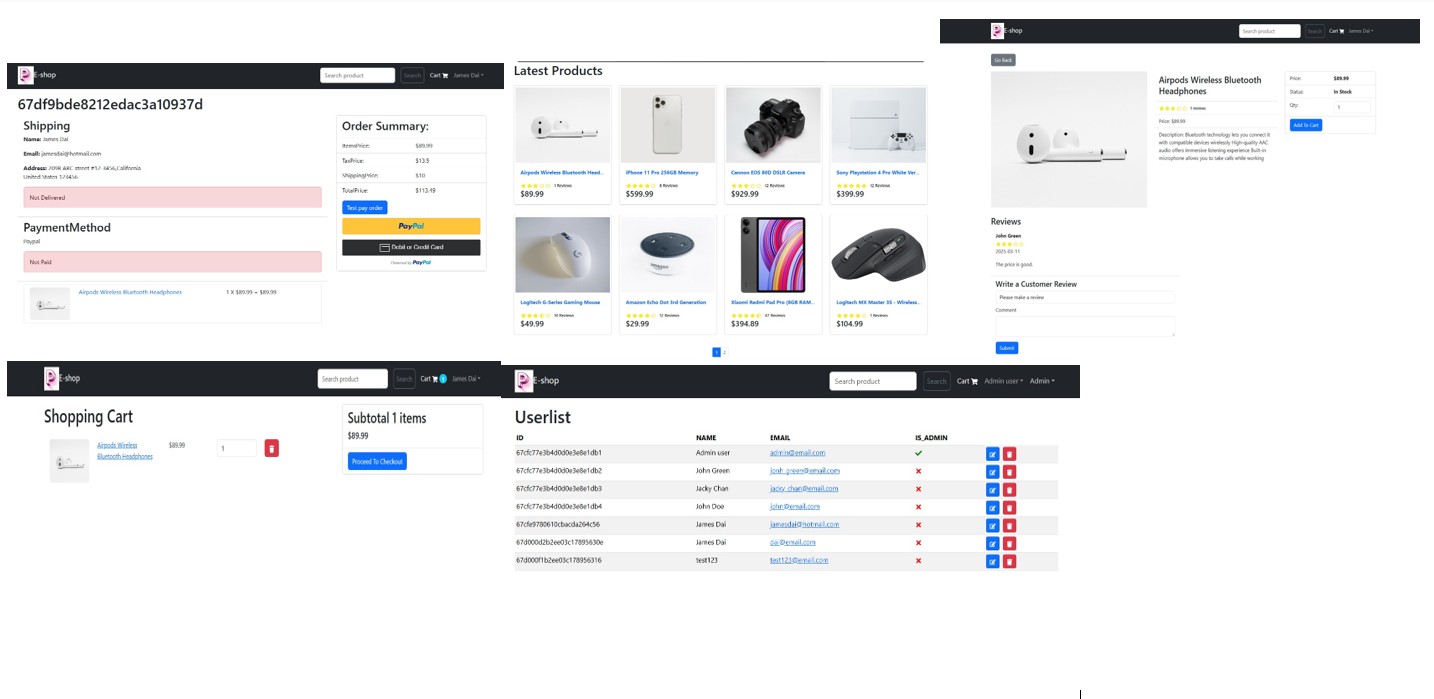 E-shop
Search product
Search
Cart
James Dai
67df9bde8212edac3a10937d
Shipping
Name: James Dai
Email: jamesdai@hotmail.com
Address: 2098 ABC street #12-3456,California
United States 123456
Not Delivered
PaymentMethod
Paypal
Not Paid
Airpods Wireless Bluetooth Headphones
1 X $89.99 = $89.99
Order Summary:
ItemsPrice: $89.99
TaxPrice: $13.5
ShippingPrice: $10
TotalPrice: $113.49
Test pay order
PayPal
Debit or Credit Card
Powered by PayPal
Latest Products
Airpods Wireless Bluetooth Head...
1 Reviews
$89.99
iPhone 11 Pro 256GB Memory
8 Reviews
$599.99
Cannon EOS 80D DSLR Camera
12 Reviews
$929.99
Sony Playstation 4 Pro White Ver...
12 Reviews
$399.99
Logitech G-Series Gaming Mouse
10 Reviews
$49.99
Amazon Echo Dot 3rd Generation
12 Reviews
$29.99
Xiaomi Redmi Pad Pro (8GB RAM...
67 Reviews
$394.89
Logitech MX Master 3S - Wireless...
1 Reviews
$104.99
1 2
E-shop
Search product
Search
Cart
James Dai
Go Back
Airpods Wireless Bluetooth
Headphones
1 reviews
Price: $89.99
Description: Bluetooth technology lets you connect it
with compatible devices wirelessly High-quality AAC
audio offers immersive listening experience Built-in
microphone allows you to take calls while working
Price: $89.99
Status: In Stock
Qty: 1
Add To Cart
Reviews
John Green
2025-03-11
The price is good.
Write a Customer Review
Please make a review
Comment
Submit
E-shop
Search product
Search
Cart 1
James Dai
Shopping Cart
Airpods Wireless
Bluetooth Headphones
$89.99
1
Subtotal 1 items
$89.99
Proceed To Checkout
E-shop
Search product
Search
Cart
Admin user
Admin
Userlist
ID NAME EMAIL IS_ADMIN
67cfc77e3b4d0d0e3e8e1db1 Admin user admin@email.com
67cfc77e3b4d0d0e3e8e1db2 John Green jonh_green@email.com
67cfc77e3b4d0d0e3e8e1db3 Jacky Chan jacky_chan@email.com
67cfc77e3b4d0d0e3e8e1db4 John Doe john@email.com
67cfe9780610cbacda264c56 James Dai jamesdai@hotmail.com
67d000d2b2ee03c17895630e James Dai dai@email.com
67d000f1b2ee03c178956316 test123 test123@email.com